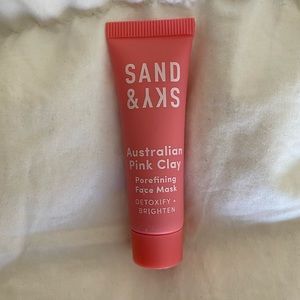 SAND
&SKY
Australian
Pink Clay
Porefining
Face Mask
DETOXIFY +
BRIGHTEN